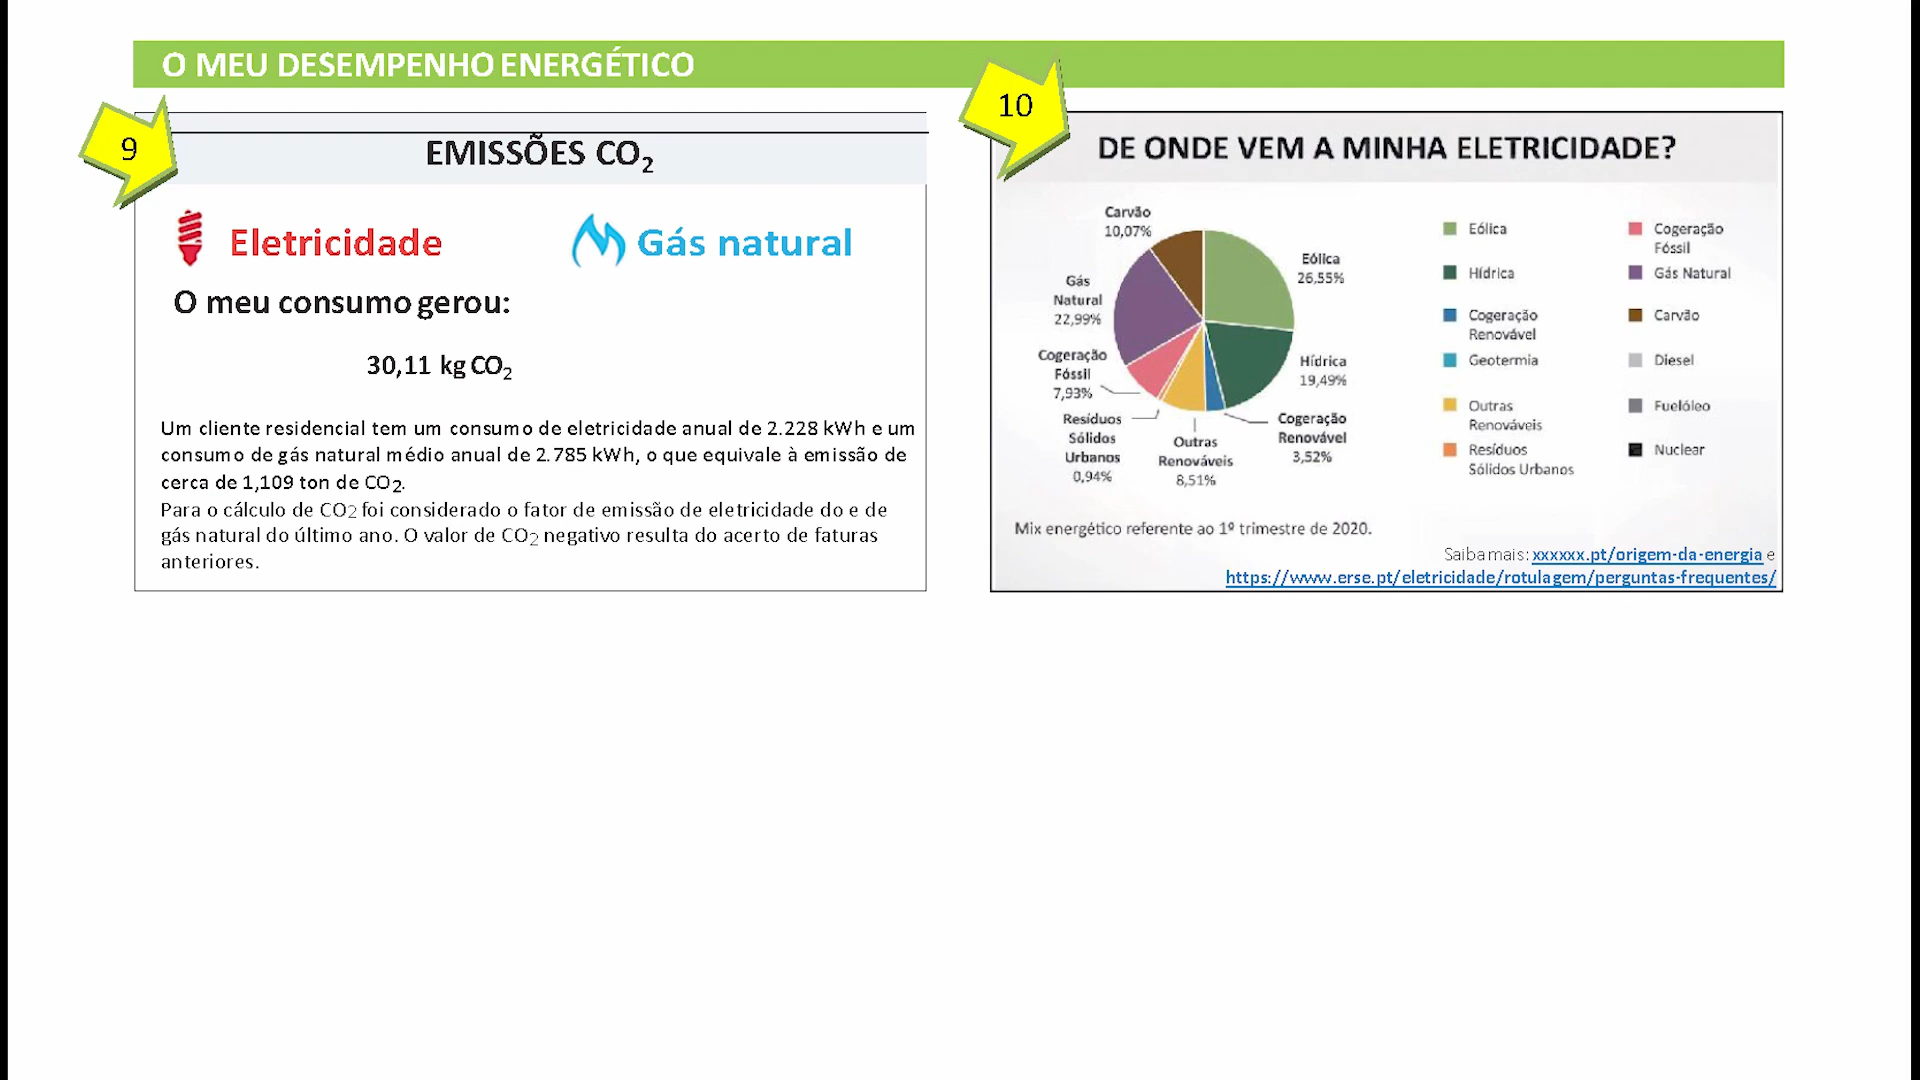 O MEU DESEMPENHO ENERGÉTICO
9
EMISSÕES CO2
Eletricidade
Gás natural
O meu consumo gerou:
30,11 kg CO2
Um cliente residencial tem um consumo de eletricidade anual de 2.228 kWh e um
consumo de gás natural médio anual de 2.785 kWh, o que equivale à emissão de
cerca de 1,109 ton de CO2.
Para o cálculo de CO2 foi considerado o fator de emissão de eletricidade do e de
gás natural do último ano. O valor de CO2 negativo resulta do acerto de faturas
anteriores.
10
DE ONDE VEM A MINHA ELETRICIDADE?
Carvão
10,07%
Eólica
26,55%
Gás
Natural
22,99%
Hídrica
19,49%
Cogeração
Fóssil
7,93%
Resíduos
Sólidos
Urbanos
0,94%
Outras
Renováveis
8,51%
Cogeração
Renovável
3,52%
Eólica
Hídrica
Cogeração
Renovável
Geotermia
Outras
Renováveis
Resíduos
Sólidos Urbanos
Cogeração
Fóssil
Gás Natural
Carvão
Diesel
Fuelóleo
Nuclear
Mix energético referente ao 1º trimestre de 2020.
Saiba mais: xxxxxx.pt/origem-da-energia e
https://www.erse.pt/eletricidade/rotulagem/perguntas-frequentes/